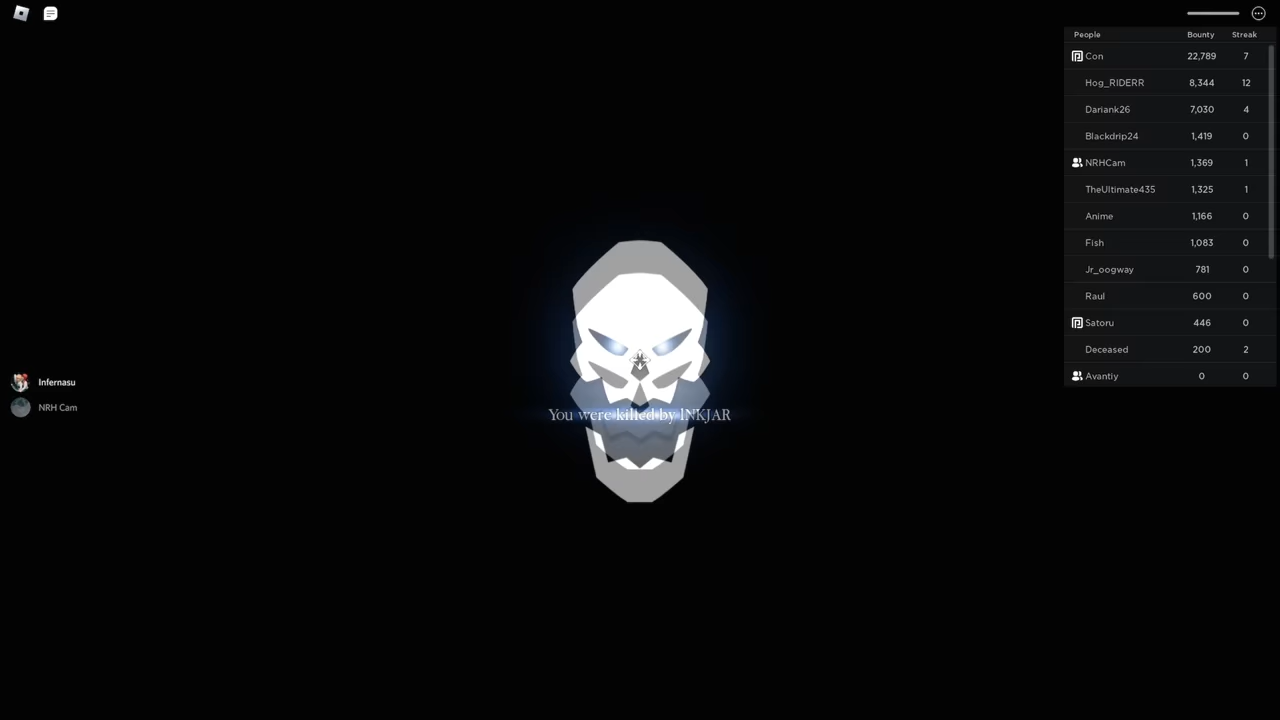 People Bounty Streak
Con 22,789 7
Hog_RIDERR 8,344 12
Dariank26 7,030 4
Blackdrip24 1,419 0
NRHCam 1,369 1
TheUltimate435 1,325 1
Anime 1,166 0
Fish 1,083 0
Jr_oogway 781 0
Raul 600 0
Satoru 446 0
Deceased 200 2
Avantiy 0 0
Infernasu
NRH Cam
You were killed by lNKJAR